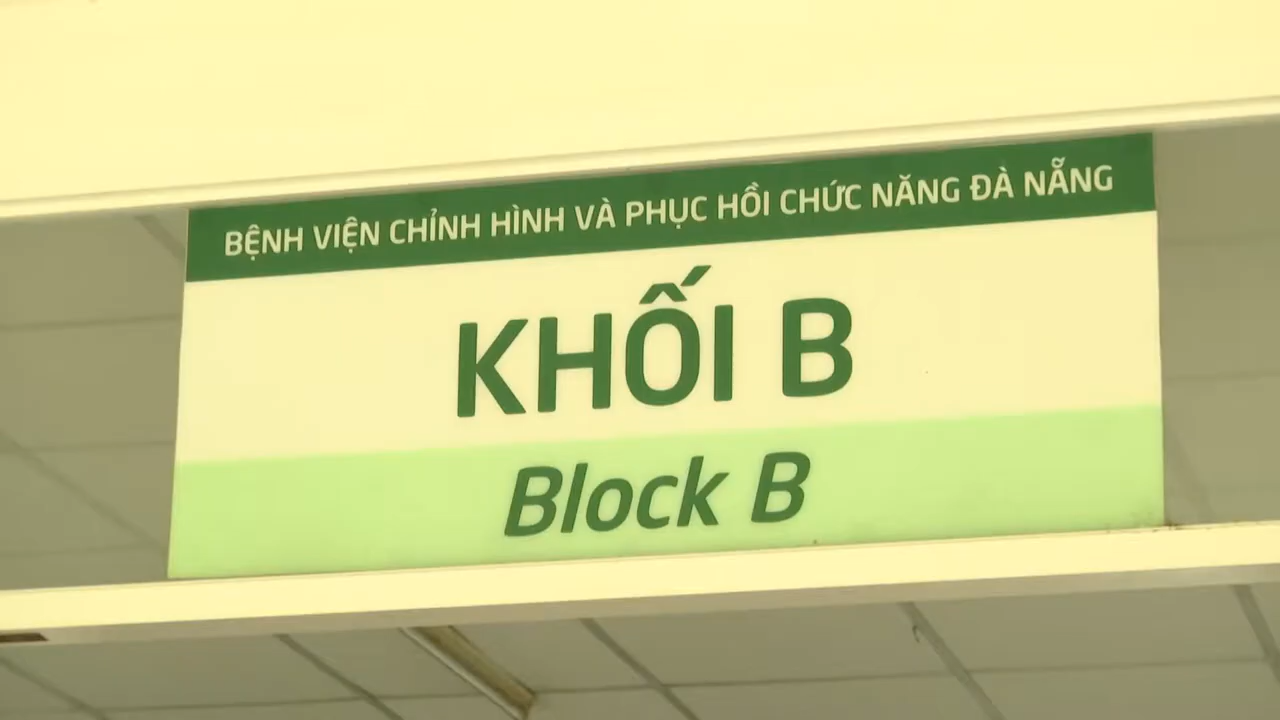 BỆNH VIỆN CHỈNH HÌNH VÀ PHỤC HỒI CHỨC NĂNG ĐÀ NẴNG
KHỐI B
Block B